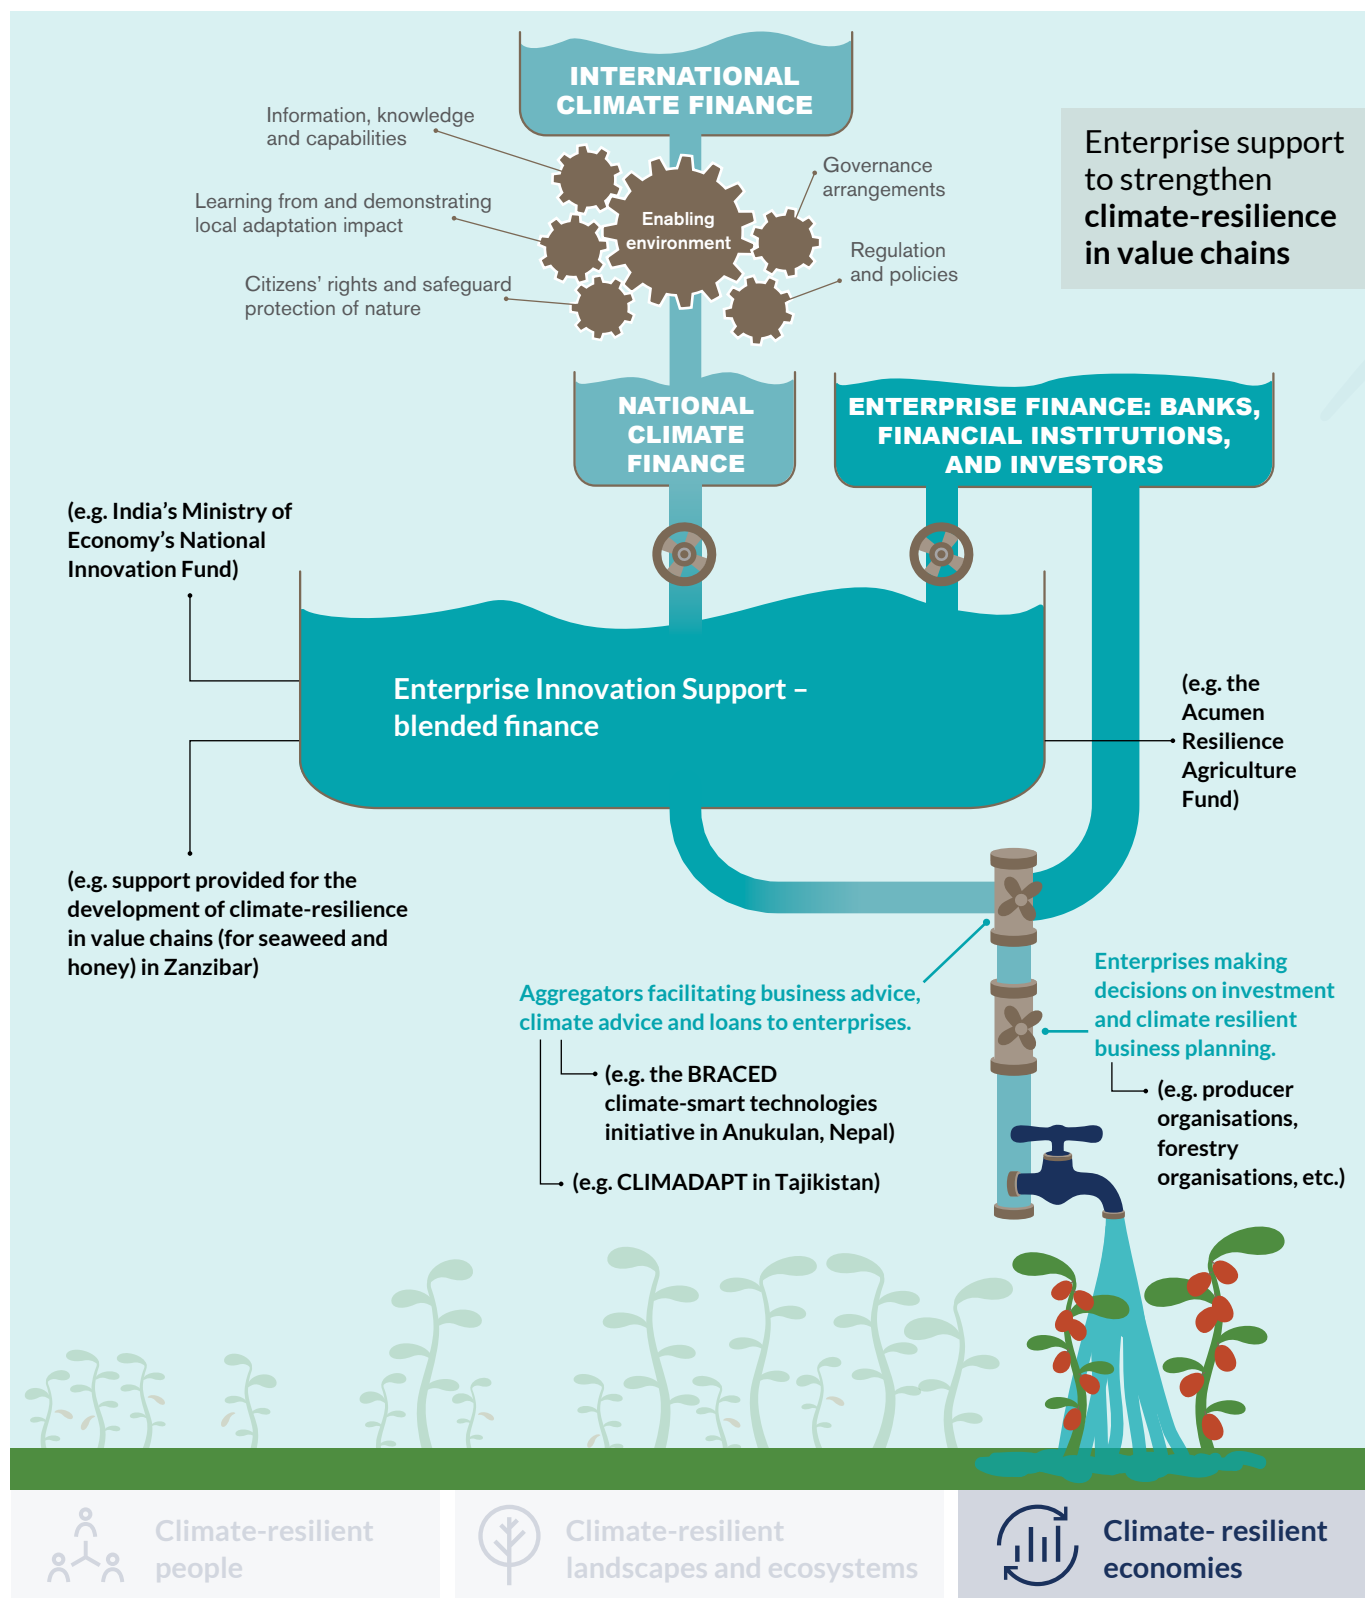 INTERNATIONAL
CLIMATE FINANCE
Information, knowledge
and capabilities
Learning from and demonstrating
local adaptation impact
Citizens’ rights and safeguard
protection of nature
Enabling
environment
Governance
arrangements
Regulation
and policies
Enterprise support
to strengthen
climate-resilience
in value chains
NATIONAL
CLIMATE
FINANCE
ENTERPRISE FINANCE: BANKS,
FINANCIAL INSTITUTIONS,
AND INVESTORS
(e.g. India’s Ministry of
Economy’s National
Innovation Fund)
Enterprise Innovation Support –
blended finance
(e.g. the
Acumen
Resilience
Agriculture
Fund)
(e.g. support provided for the
development of climate-resilience
in value chains (for seaweed and
honey) in Zanzibar)
Aggregators facilitating business advice,
climate advice and loans to enterprises.
(e.g. the BRACED
climate-smart technologies
initiative in Anukulan, Nepal)
(e.g. CLIMADAPT in Tajikistan)
Enterprises making
decisions on investment
and climate resilient
business planning.
(e.g. producer
organisations,
forestry
organisations, etc.)
Climate-resilient
people
Climate-resilient
landscapes and ecosystems
Climate- resilient
economies